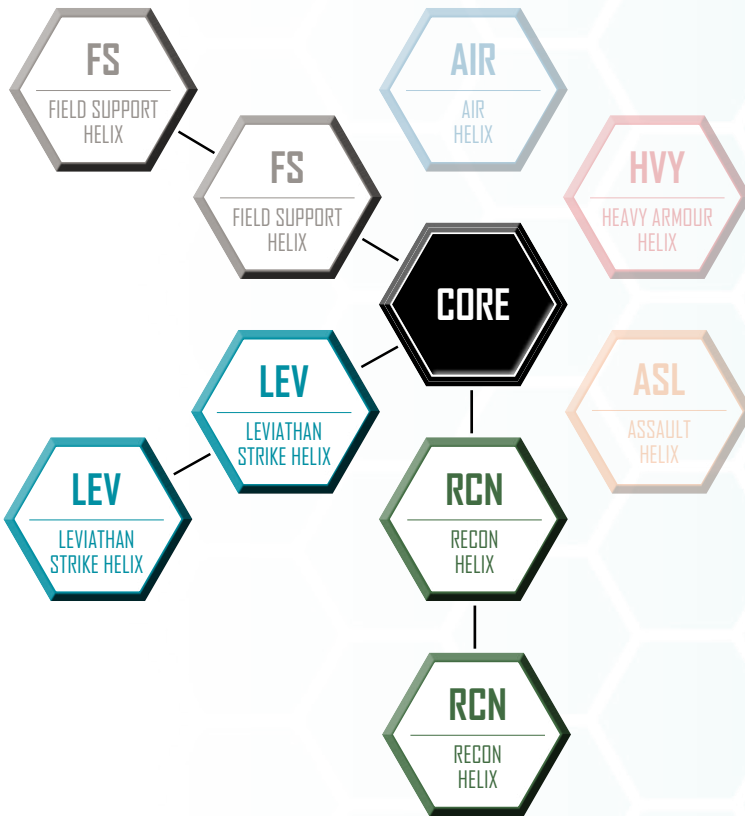 FS
FIELD SUPPORT
HELIX
AIR
AIR
HELIX
FS
FIELD SUPPORT
HELIX
HVY
HEAVY ARMOUR
HELIX
CORE
LEV
LEVIATHAN
STRIKE HELIX
ASL
ASSAULT
HELIX
LEV
LEVIATHAN
STRIKE HELIX
RCN
RECON
HELIX
RCN
RECON
HELIX